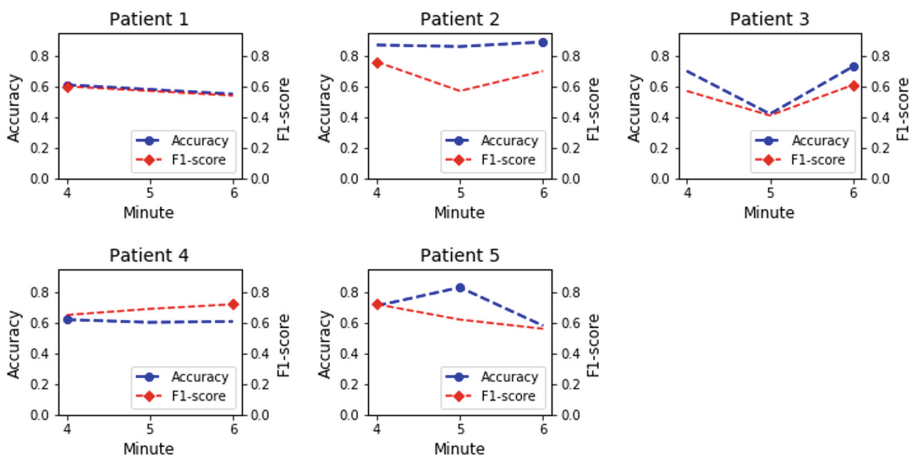 Patient 1
0.8
0.6
0.4
0.2
0.0
Accuracy
4
5
6
Minute
0.8
0.6
0.4
0.2
0.0
F1-score
Accuracy
F1-score
Patient 2
0.8
0.6
0.4
0.2
0.0
Accuracy
4
5
6
Minute
0.8
0.6
0.4
0.2
0.0
F1-score
Accuracy
F1-score
Patient 3
0.8
0.6
0.4
0.2
0.0
Accuracy
4
5
6
Minute
0.8
0.6
0.4
0.2
0.0
F1-score
Accuracy
F1-score
Patient 4
0.8
0.6
0.4
0.2
0.0
Accuracy
4
5
6
Minute
0.8
0.6
0.4
0.2
0.0
F1-score
Accuracy
F1-score
Patient 5
0.8
0.6
0.4
0.2
0.0
Accuracy
4
5
6
Minute
0.8
0.6
0.4
0.2
0.0
F1-score
Accuracy
F1-score